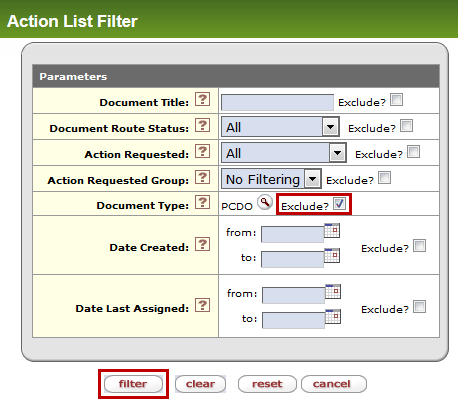 Action List Filter
Parameters
Document Title: ? Exclude?
Document Route Status: ? All Exclude?
Action Requested: ? All Exclude?
Action Requested Group: ? No Filtering Exclude?
Document Type: ? PCDO Exclude?
Date Created: ? from: to: Exclude?
Date Last Assigned: ? from: to: Exclude?
filter clear reset cancel